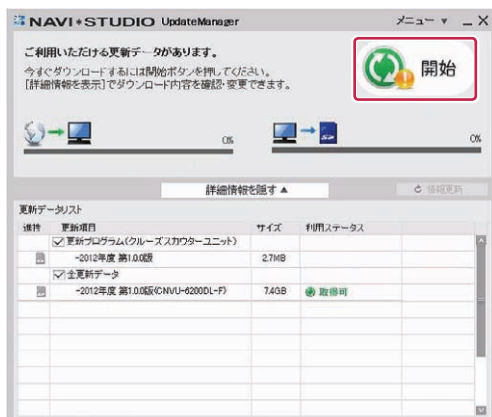 NAVI*STUDIO UpdateManager
メニュー ▼ _ X
ご利用いただける更新データがあります。
今すぐダウンロードするには開始ボタンを押してください。
[詳細情報を表示]でダウンロード内容を確認・変更できます。
開始
0%
SD
0%
詳細情報を隠す ▲
情報更新
更新データリスト
進捗 更新項目 サイズ 利用ステータス
更新プログラム(クルーズスカウターユニット)
~2012年度 第1.0.0版 2.7MB
全更新データ
~2012年度 第1.0.0版(CNVU-6200DL-F) 7.4GB 取得可